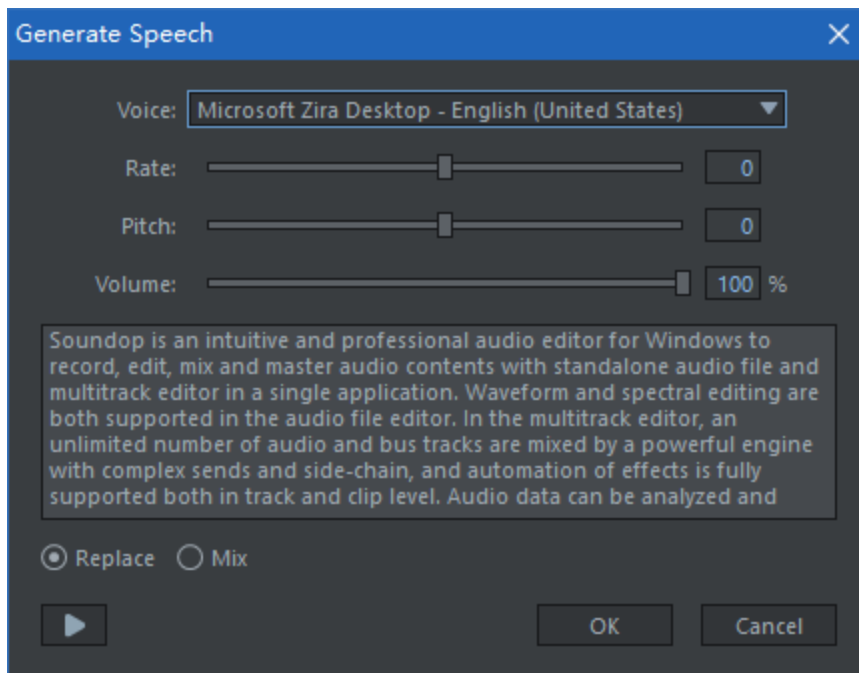 Generate Speech
Voice: Microsoft Zira Desktop - English (United States)
Rate: 0
Pitch: 0
Volume: 100 %
Soundop is an intuitive and professional audio editor for Windows to
record, edit, mix and master audio contents with standalone audio file and
multitrack editor in a single application. Waveform and spectral editing are
both supported in the audio file editor. In the multitrack editor, an
unlimited number of audio and bus tracks are mixed by a powerful engine
with complex sends and side-chain, and automation of effects is fully
supported both in track and clip level. Audio data can be analyzed and
Replace Mix
OK Cancel